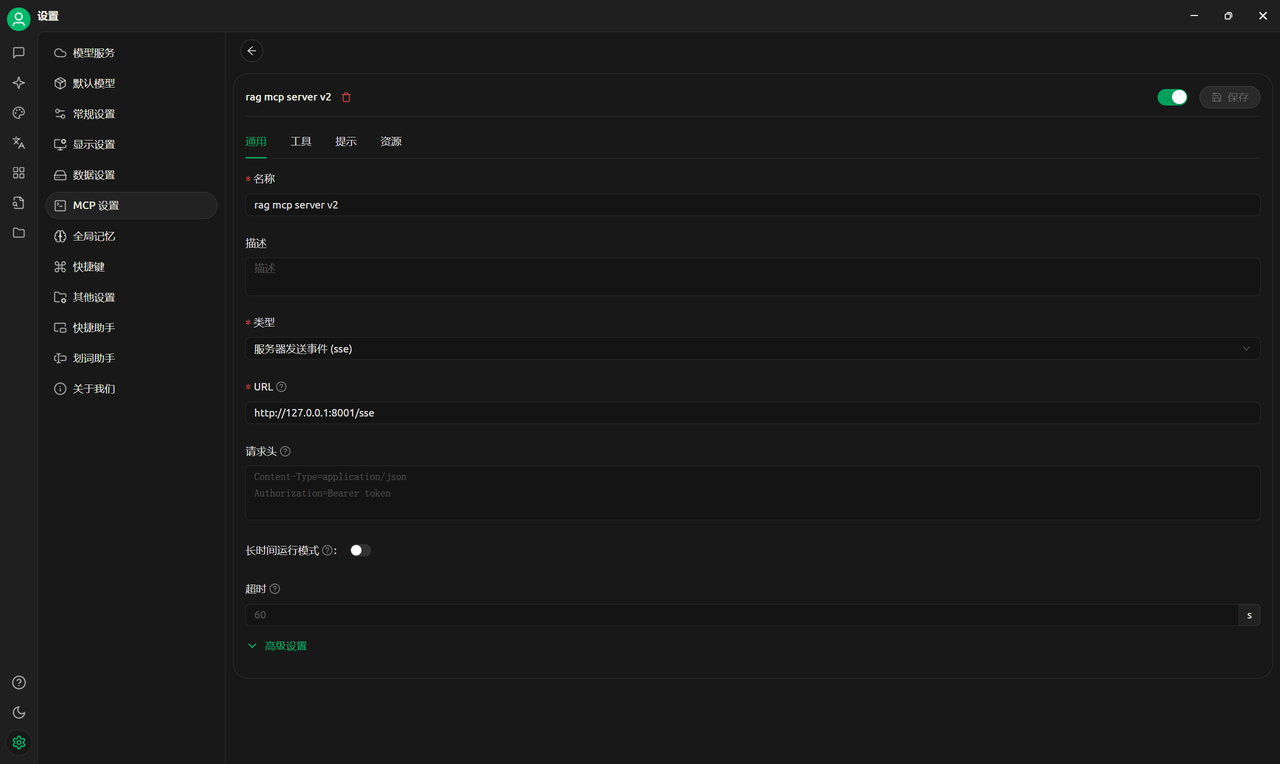 设置
模型服务
默认模型
常规设置
显示设置
数据设置
MCP 设置
全局记忆
快捷键
其他设置
快捷助手
划词助手
关于我们
rag mcp server v2
保存
通用 工具 提示 资源
* 名称
rag mcp server v2
描述
描述
* 类型
服务器发送事件 (sse)
* URL
http://127.0.0.1:8001/sse
请求头
Content-Type=application/json
Authorization=Bearer token
长时间运行模式 :
超时
60 s
高级设置